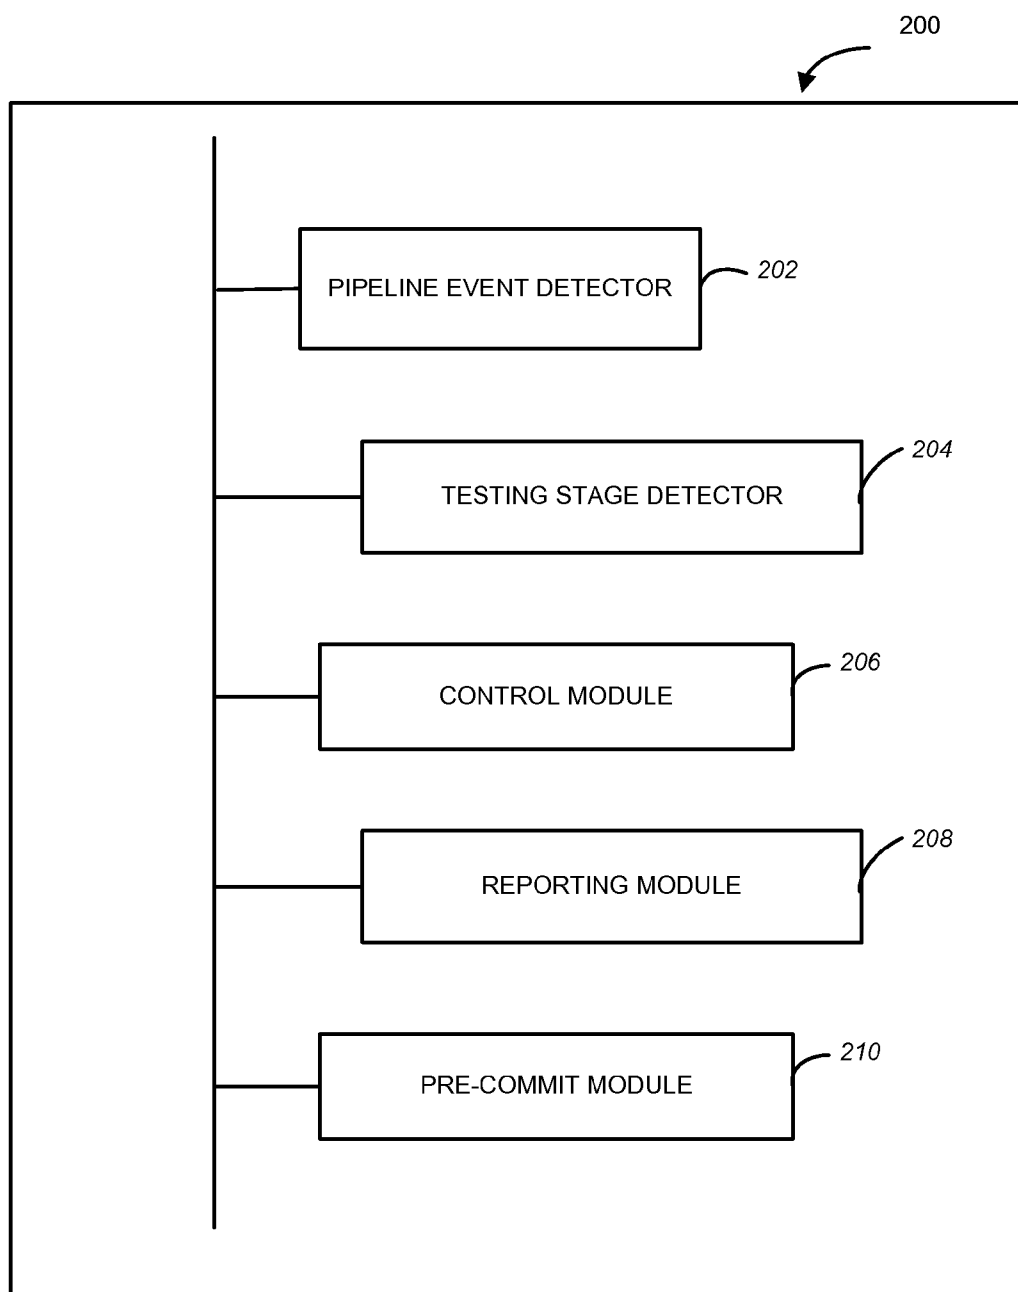 200
PIPELINE EVENT DETECTOR
202
TESTING STAGE DETECTOR
204
CONTROL MODULE
206
REPORTING MODULE
208
PRE-COMMIT MODULE
210